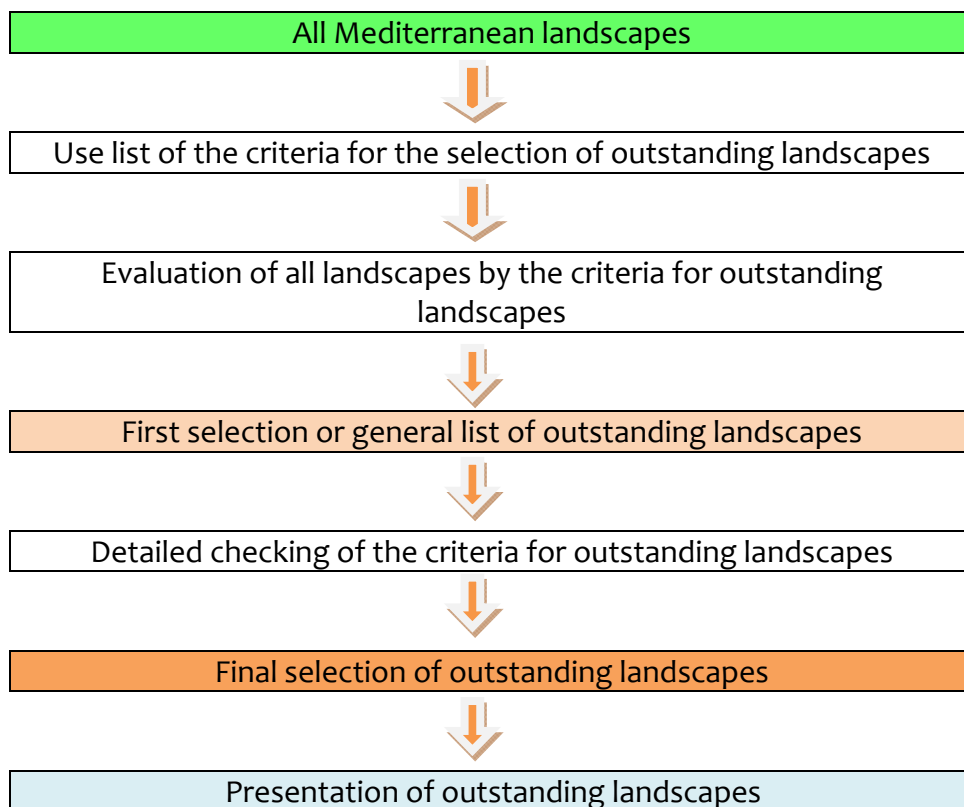 All Mediterranean landscapes
Use list of the criteria for the selection of outstanding landscapes
Evaluation of all landscapes by the criteria for outstanding
landscapes
First selection or general list of outstanding landscapes
Detailed checking of the criteria for outstanding landscapes
Final selection of outstanding landscapes
Presentation of outstanding landscapes